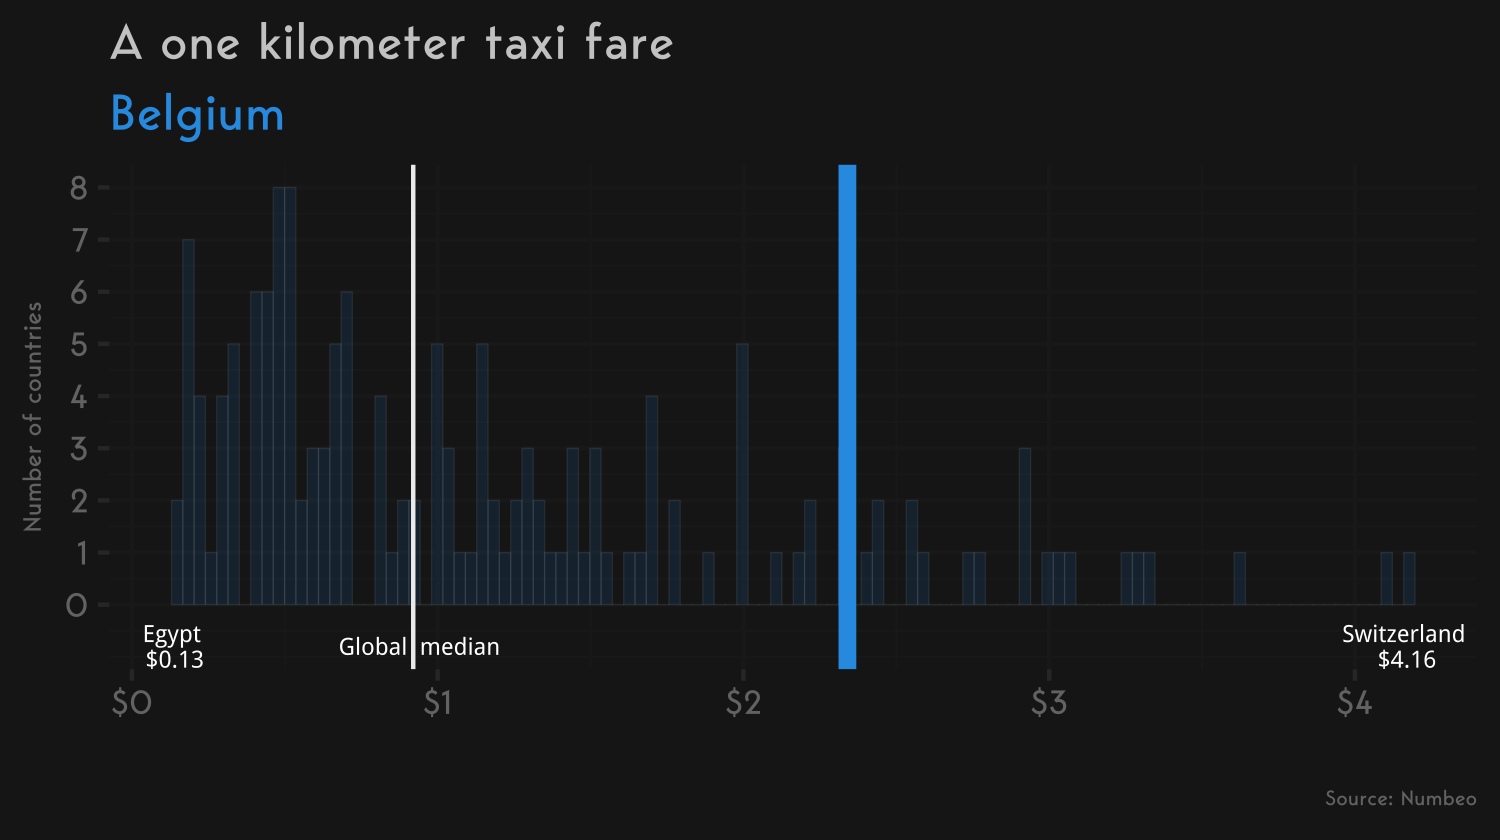 A one kilometer taxi fare
Belgium
Number of countries
8
7
6
5
4
3
2
1
0
Egypt
$0.13
Global median
Switzerland
$4.16
$0
$1
$2
$3
$4
Source: Numbeo